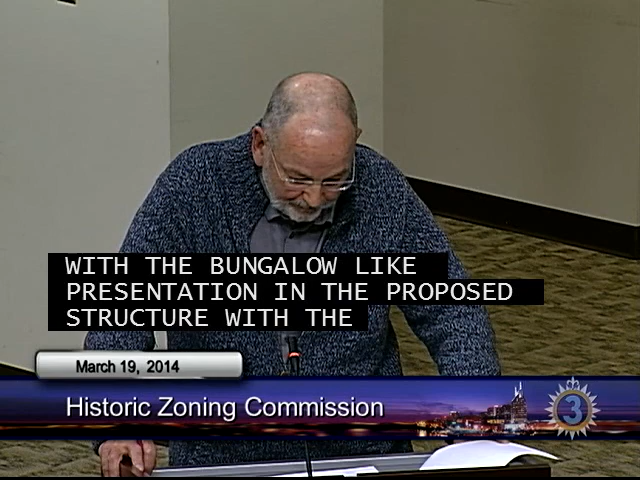 WITH THE BUNGALOW LIKE
PRESENTATION IN THE PROPOSED
STRUCTURE WITH THE
March 19, 2014
Historic Zoning Commission
3